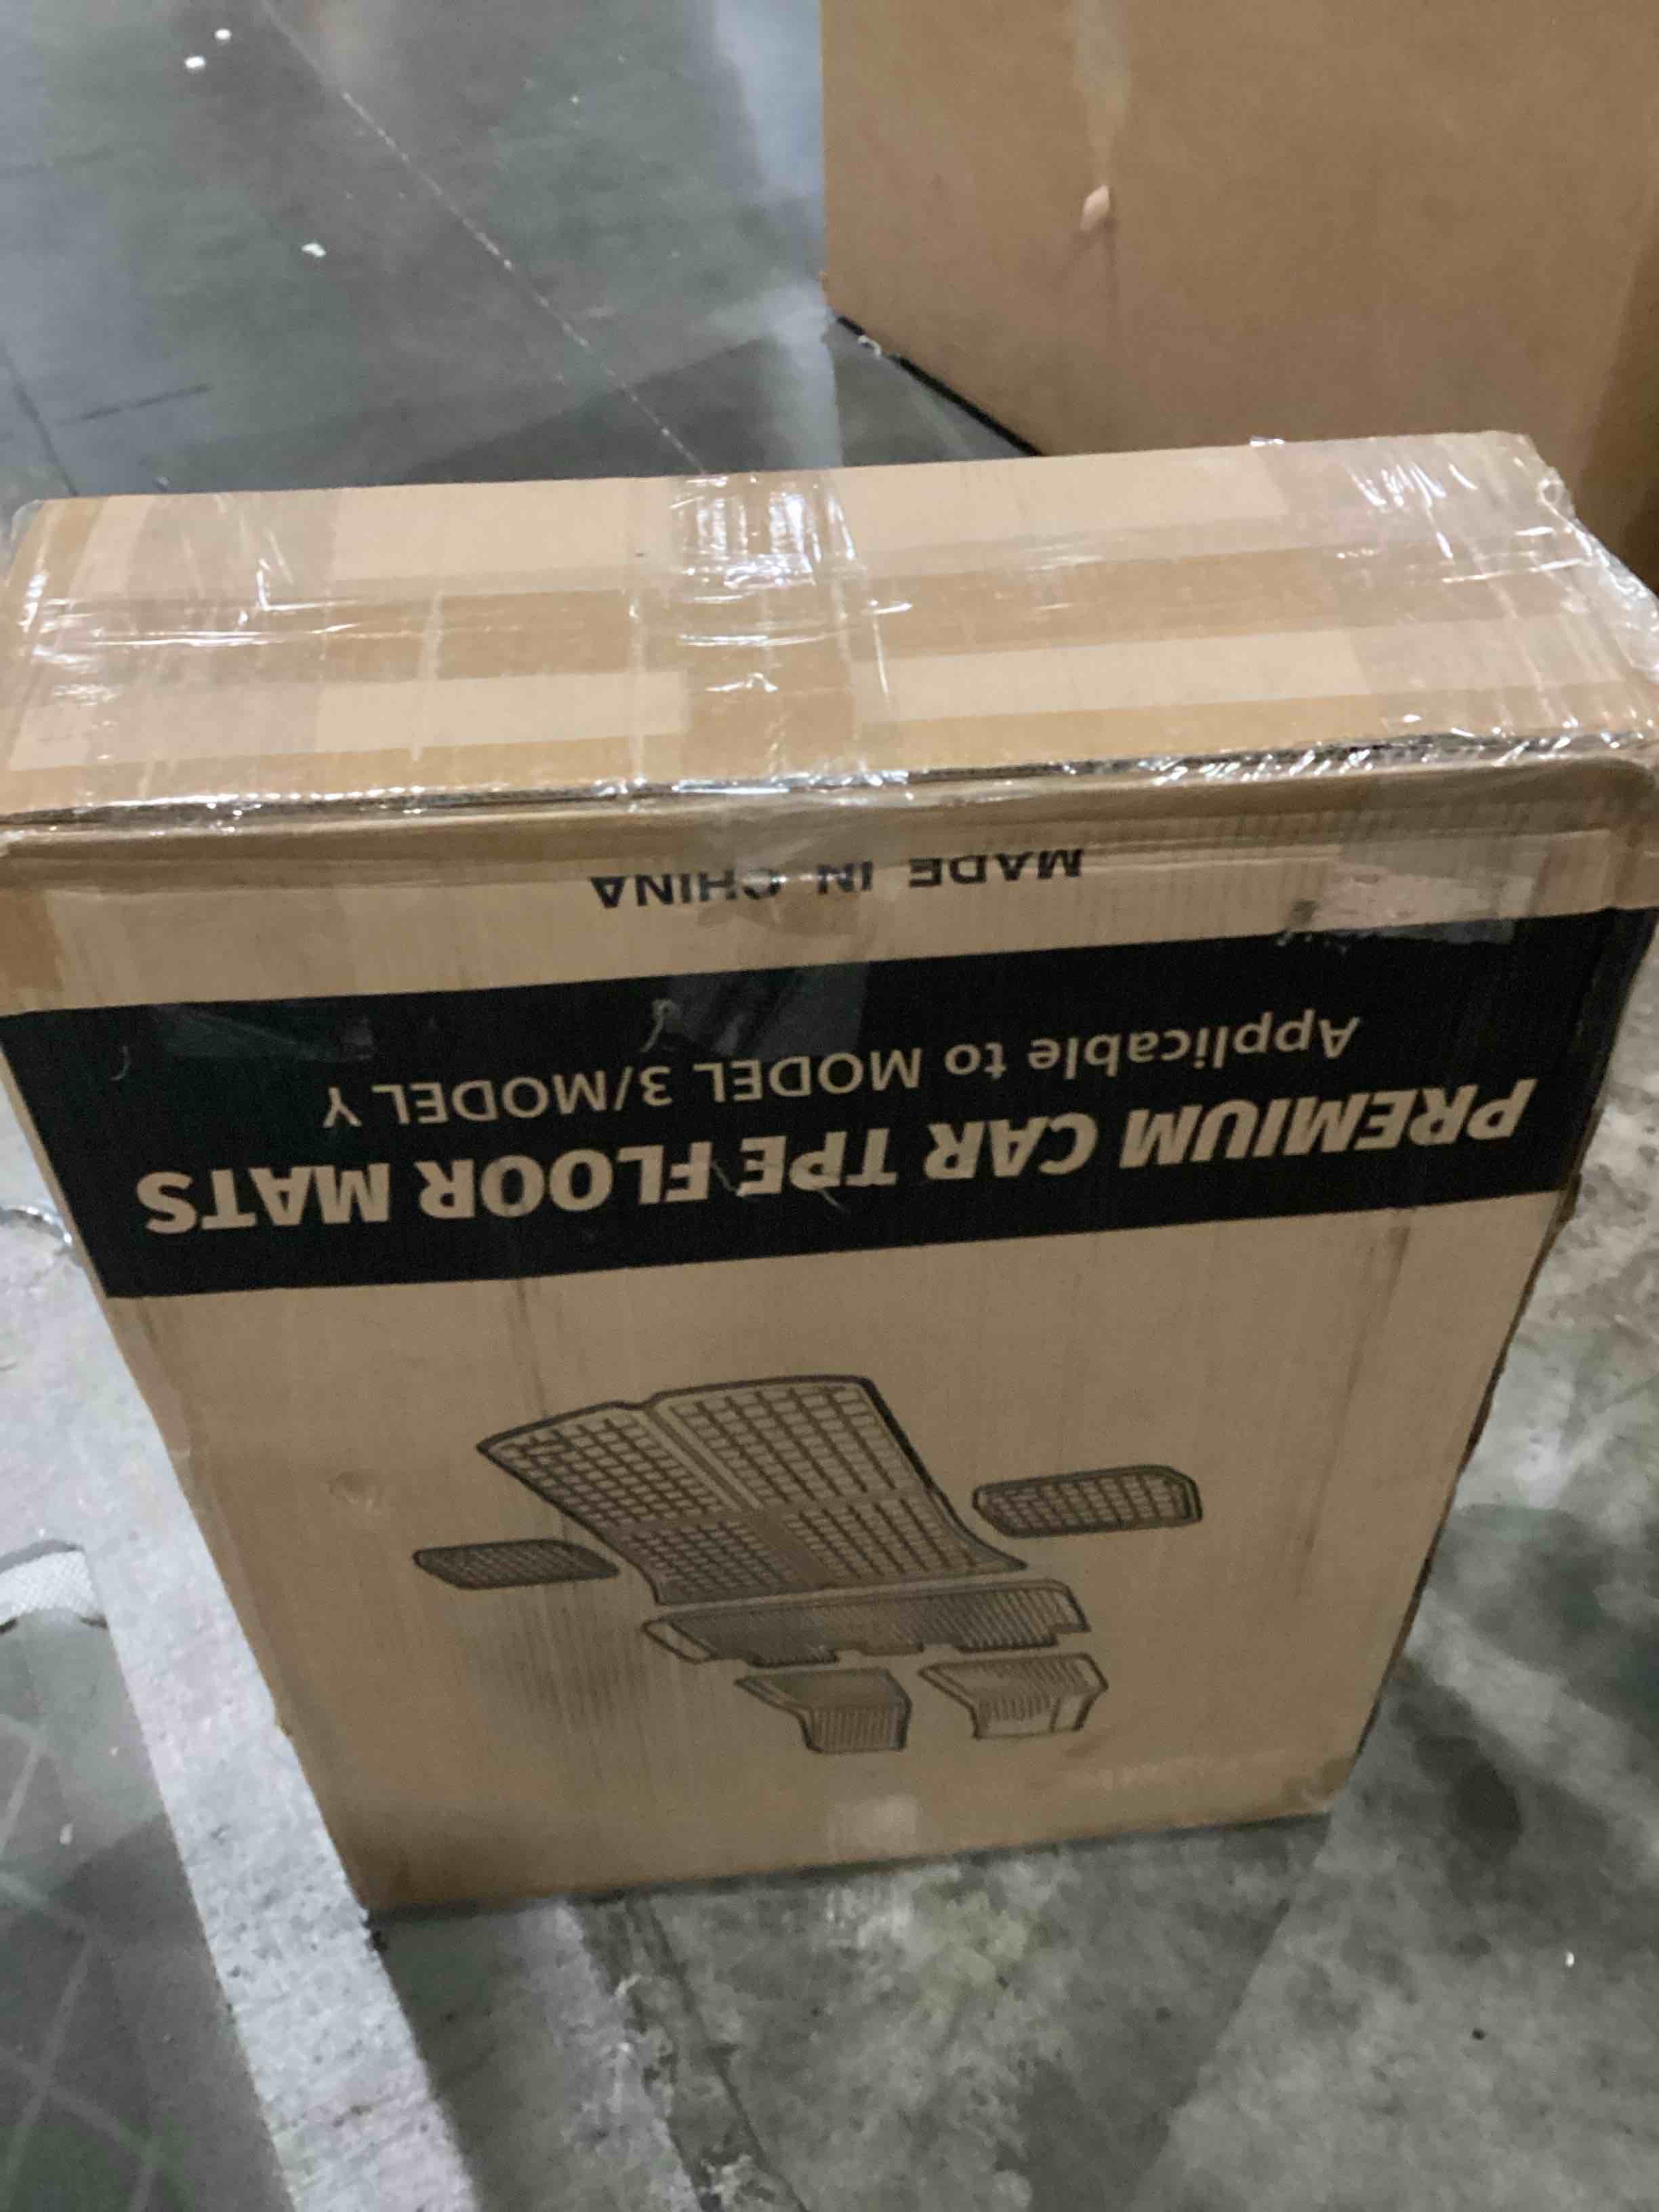 PREMIUM CAR TPE FLOOR MATS
Applicable to MODEL 3/MODEL Y
MADE IN CHINA